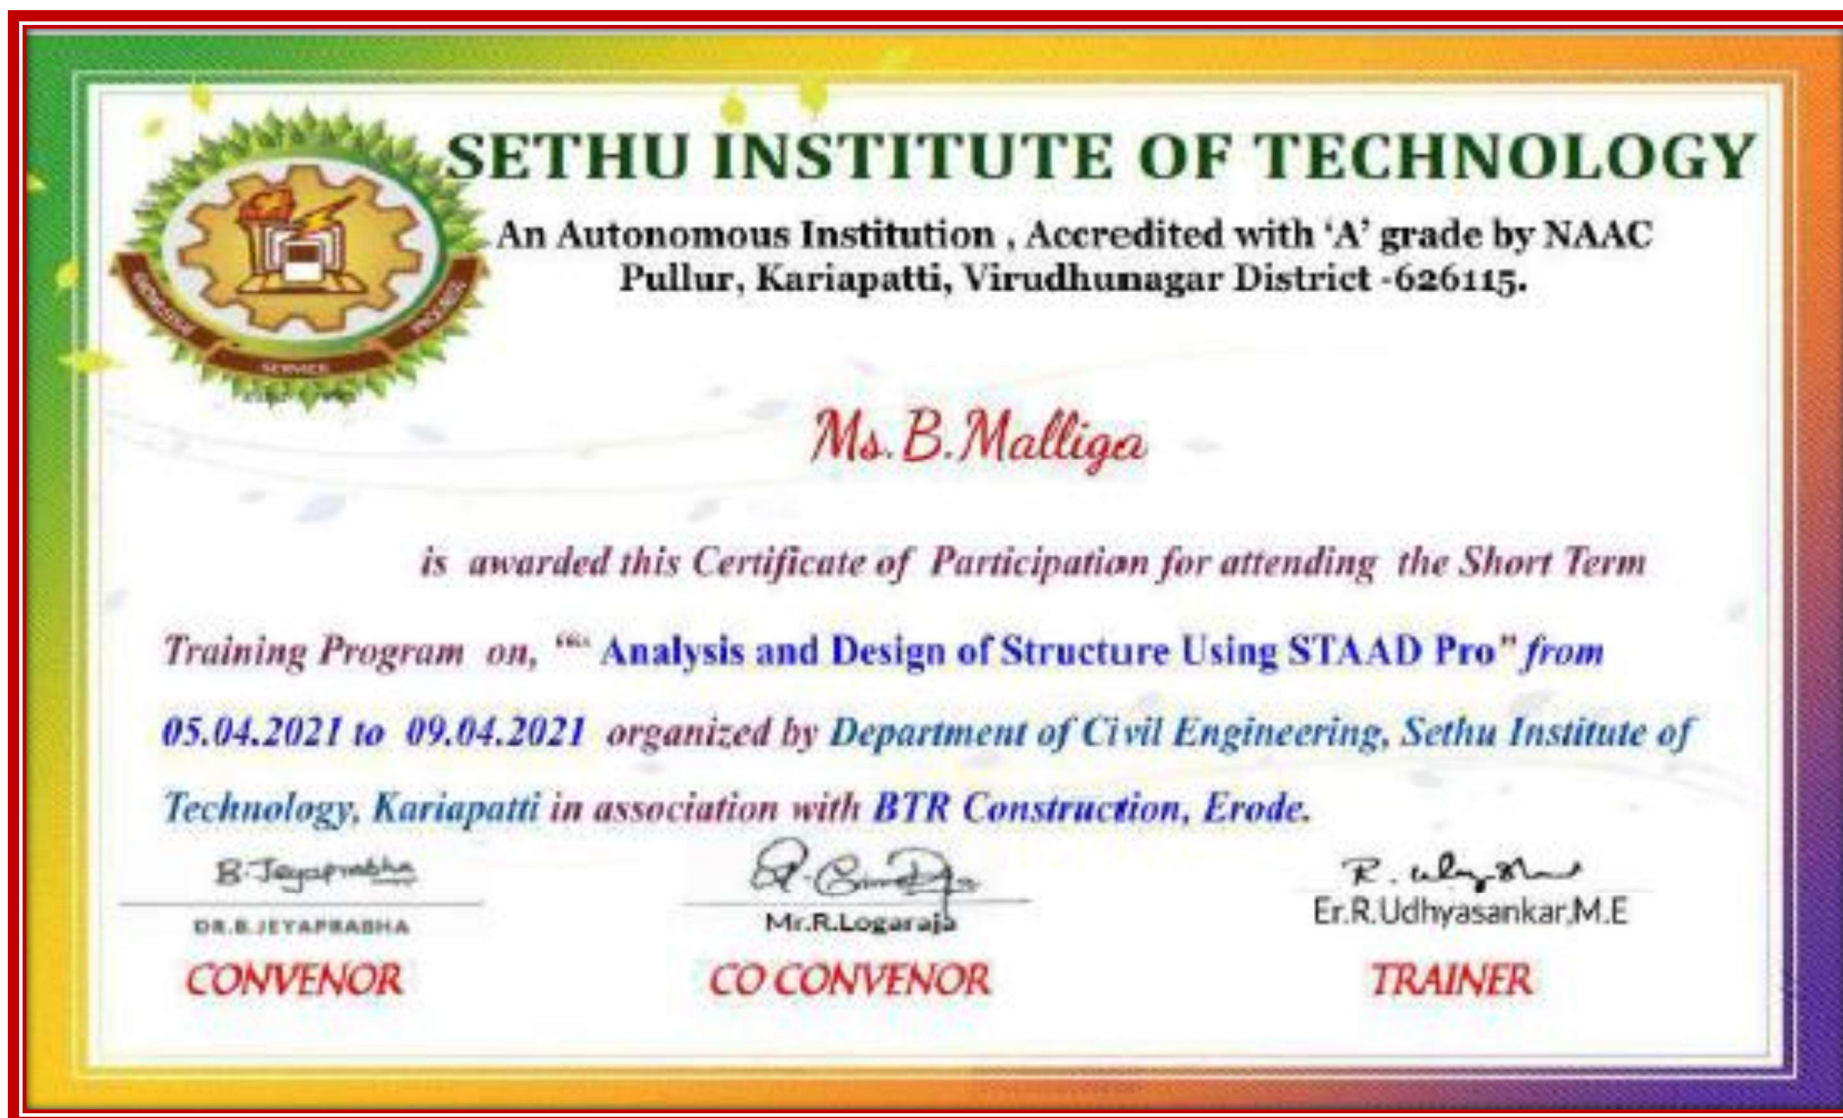 SETHU INSTITUTE OF TECHNOLOGY
An Autonomous Institution , Accredited with 'A' grade by NAAC
Pullur, Kariapatti, Virudhunagar District -626115.
SERVICE
Ms.B.Malliga
is awarded this Certificate of Participation for attending the Short Term
Training Program on, "“ Analysis and Design of Structure Using STAAD Pro" from
05.04.2021 to 09.04.2021 organized by Department of Civil Engineering, Sethu Institute of
Technology, Kariapatti in association with BTR Construction, Erode.
B.Jeyaprabha
DR.B.JEYAPRABHA Mr.R.Logaraja Er.R.Udhyasankar,M.E
CONVENOR CO CONVENOR TRAINER